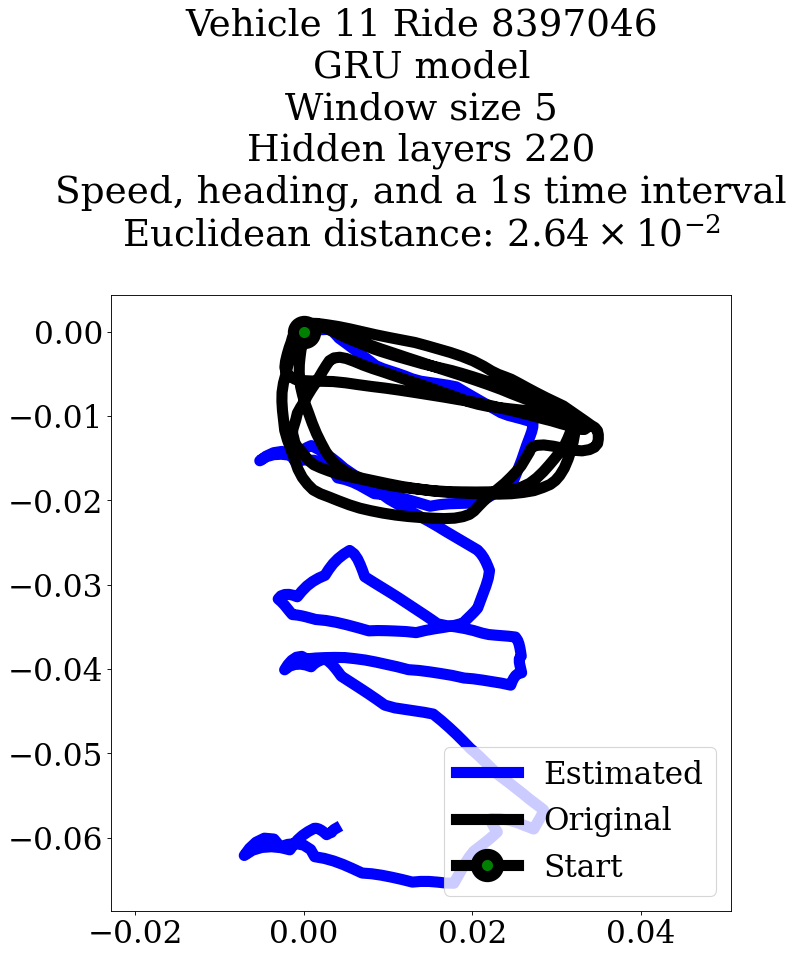 Vehicle 11 Ride 8397046
GRU model
Window size 5
Hidden layers 220
Speed, heading, and a 1s time interval
Euclidean distance: 2.64 × 10⁻²
0.00
−0.01
−0.02
−0.03
−0.04
−0.05
−0.06
Estimated
Original
Start
−0.02
0.00
0.02
0.04